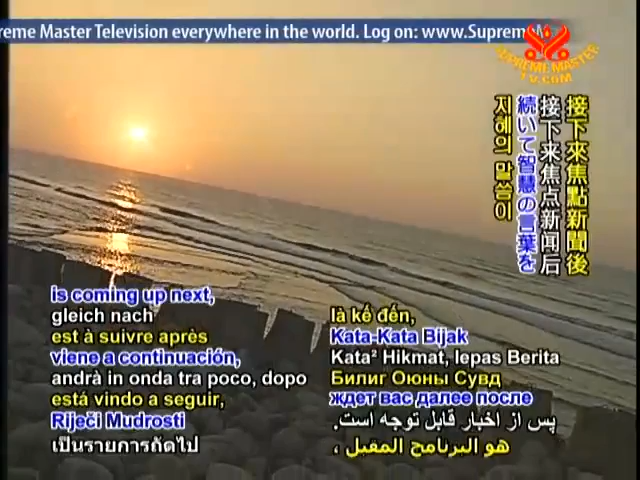 reme Master Television everywhere in the world. Log on: www.Suprem
SUPREME MASTER
TV.COM
接下來焦點新聞後
接下来焦点新闻后
続いて智慧の言葉を
지혜의 말씀이
is coming up next,
gleich nach
est à suivre après
viene a continuación,
andrà in onda tra poco, dopo
está vindo a seguir,
Riječi Mudrosti
เป็นรายการถัดไป
là kế đến,
Kata-Kata Bijak
Kata² Hikmat, lepas Berita
Билиг Оюны Сувд
ждет вас далее после
پس از اخبار قابل توجه است.
هو البرنامج المقبل ،